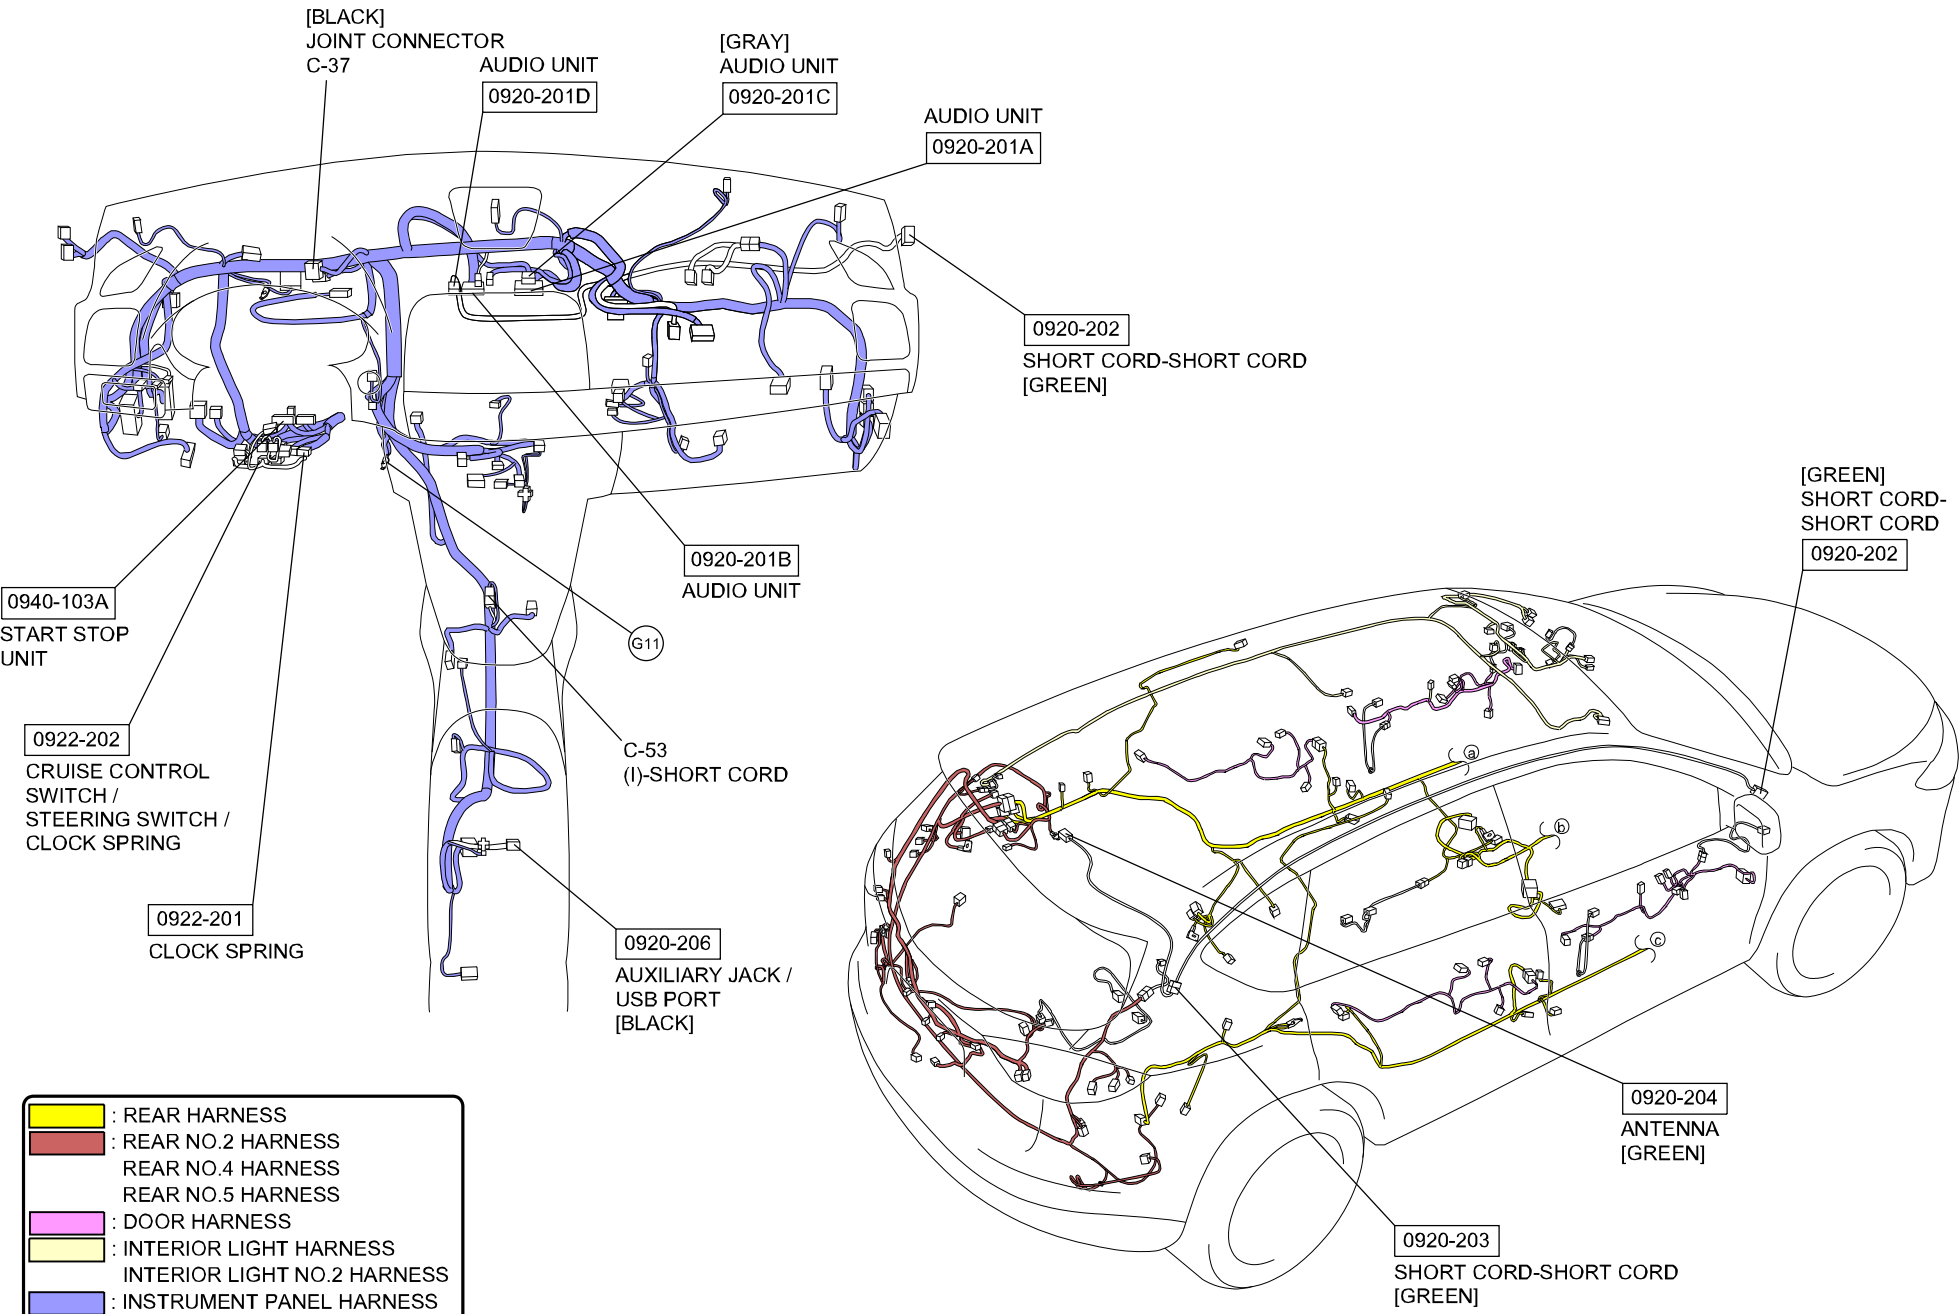 [BLACK]
JOINT CONNECTOR
C-37
AUDIO UNIT
0920-201D
[GRAY]
AUDIO UNIT
0920-201C
AUDIO UNIT
0920-201A
0920-202
SHORT CORD-SHORT CORD
[GREEN]
[GREEN]
SHORT CORD-
SHORT CORD
0920-202
0920-201B
AUDIO UNIT
0940-103A
START STOP
UNIT
G11
0922-202
CRUISE CONTROL
SWITCH /
STEERING SWITCH /
CLOCK SPRING
C-53
(I)-SHORT CORD
0922-201
CLOCK SPRING
0920-206
AUXILIARY JACK /
USB PORT
[BLACK]
a
b
c
0920-204
ANTENNA
[GREEN]
0920-203
SHORT CORD-SHORT CORD
[GREEN]
: REAR HARNESS
: REAR NO.2 HARNESS
REAR NO.4 HARNESS
REAR NO.5 HARNESS
: DOOR HARNESS
: INTERIOR LIGHT HARNESS
INTERIOR LIGHT NO.2 HARNESS
: INSTRUMENT PANEL HARNESS